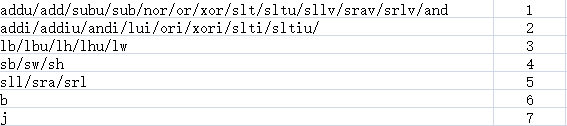 addu/add/subu/sub/nor/or/xor/slt/sltu/sllv/srav/srlv/and 1
addi/addiu/andi/lui/ori/xori/slti/sltiu/ 2
lb/lbu/lh/lhu/lw 3
sb/sw/sh 4
sll/sra/srl 5
b 6
j 7